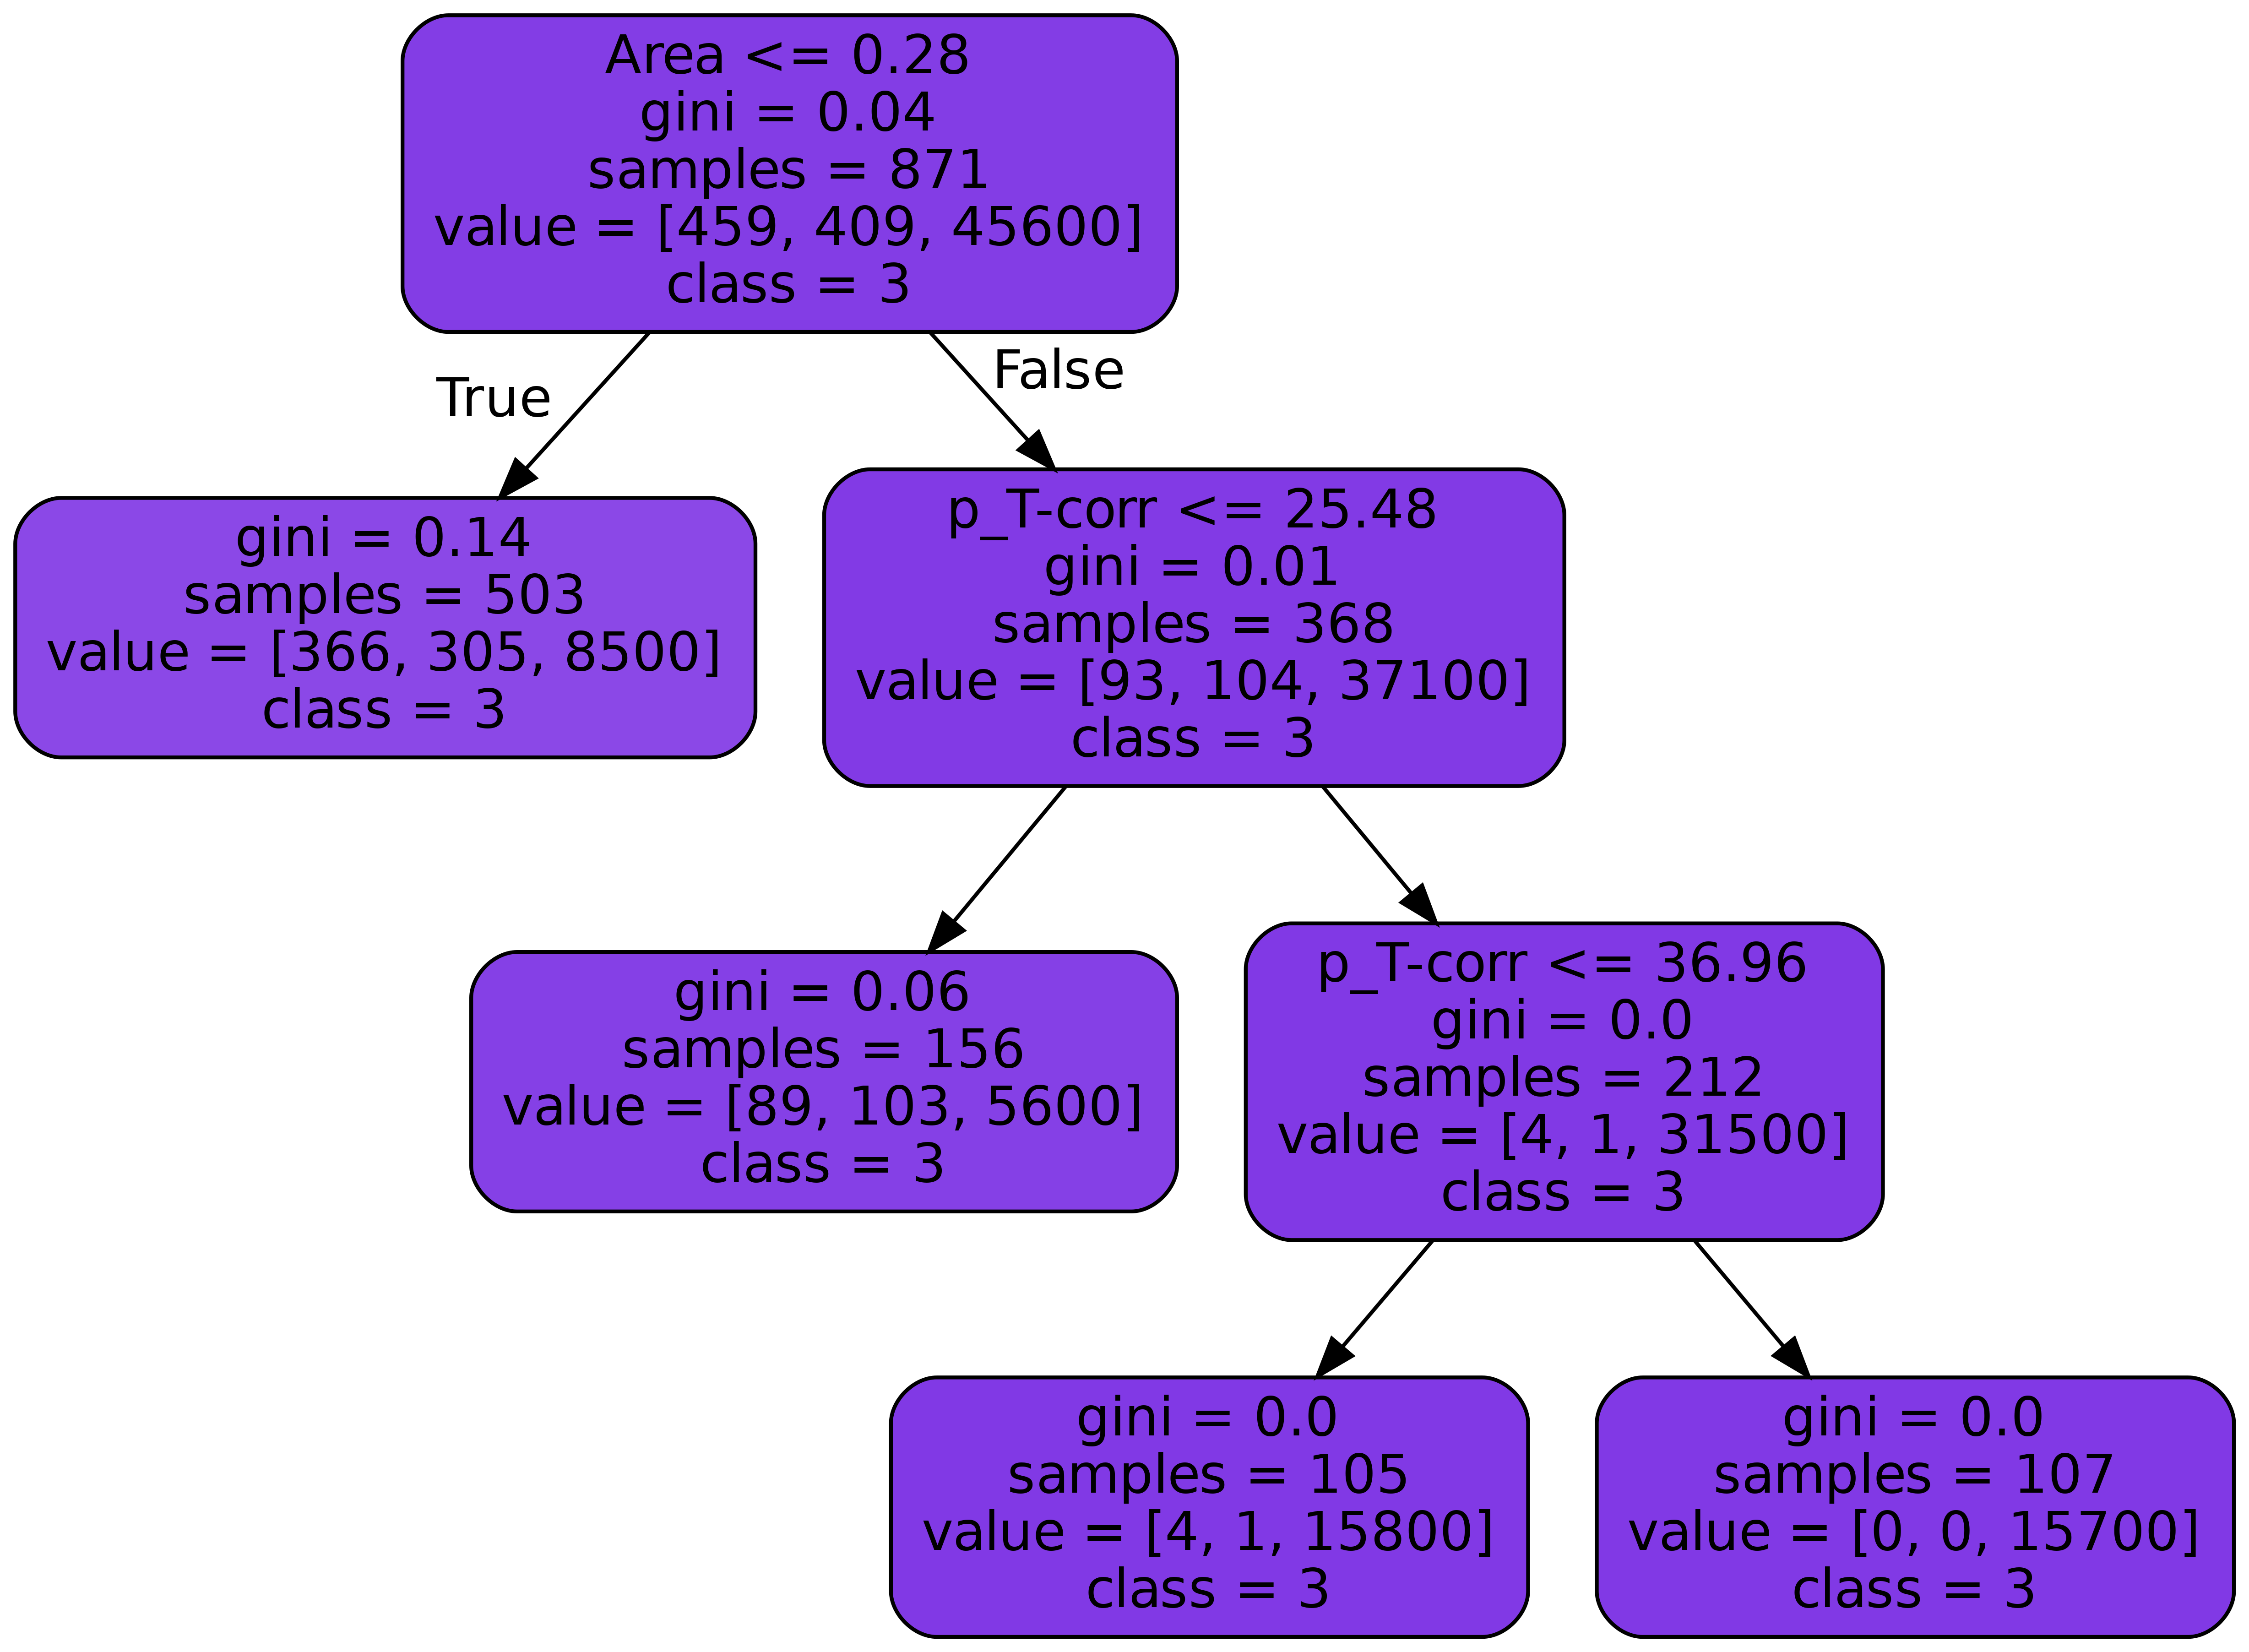 Area <= 0.28
gini = 0.04
samples = 871
value = [459, 409, 45600]
class = 3
True
False
gini = 0.14
samples = 503
value = [366, 305, 8500]
class = 3
p_T-corr <= 25.48
gini = 0.01
samples = 368
value = [93, 104, 37100]
class = 3
gini = 0.06
samples = 156
value = [89, 103, 5600]
class = 3
p_T-corr <= 36.96
gini = 0.0
samples = 212
value = [4, 1, 31500]
class = 3
gini = 0.0
samples = 105
value = [4, 1, 15800]
class = 3
gini = 0.0
samples = 107
value = [0, 0, 15700]
class = 3